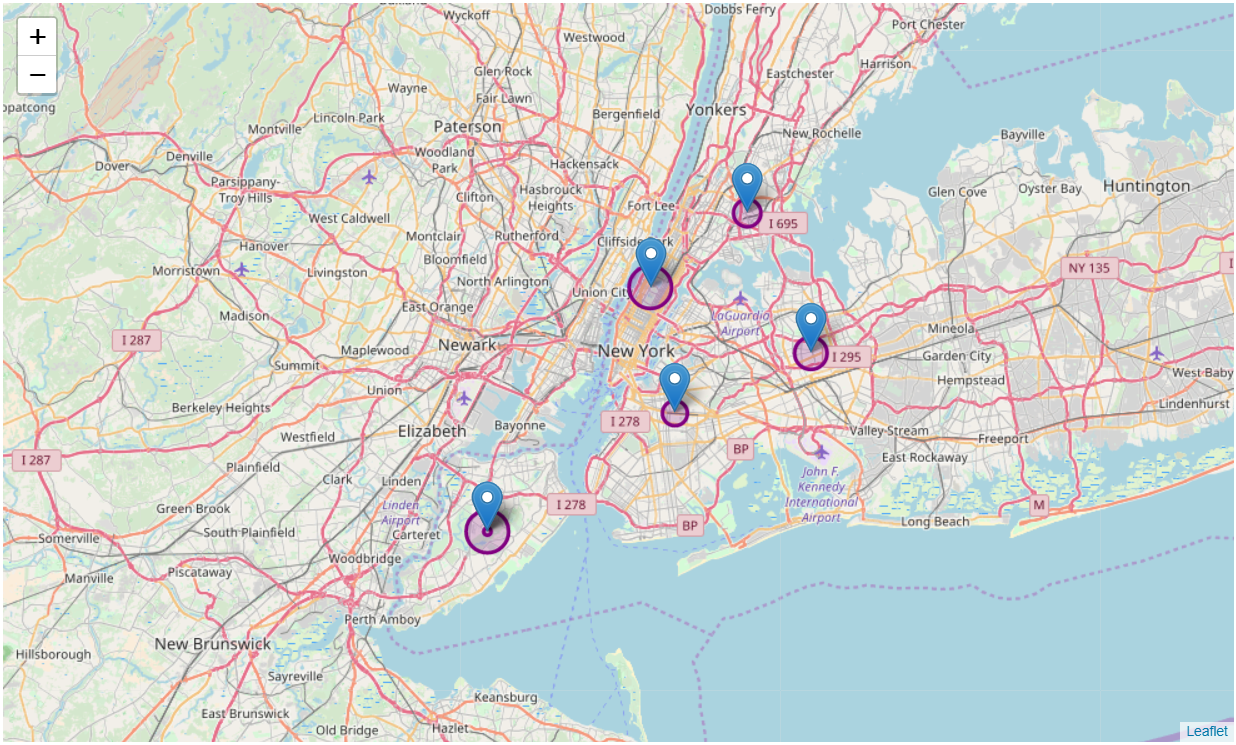 +
−
Wyckoff
Dobbs Ferry
Port Chester
Westwood
Harrison
Glen Rock
Eastchester
Wayne
Fair Lawn
opatcong
Lincoln Park
Bergenfield
Yonkers
Montville
Paterson
New Rochelle
Bayville
Denville
Woodland
Park
Hackensack
Dover
Parsippany-
Troy Hills
Clifton
Hasbrouck
Heights
Glen Cove
Oyster Bay
Huntington
Fort Lee
West Caldwell
I 695
Montclair
Rutherford
Hanover
Bloomfield
Livingston
North Arlington
Union City
NY 135
Morristown
East Orange
LaGuardia
Airport
Madison
Mineola
I 287
Newark
Maplewood
New York
I 295
Garden City
Summit
Union
Hempstead
West Baby
Berkeley Heights
Lindenhurst
Elizabeth
Bayonne
I 278
Valley Stream
Freeport
Westfield
BP
East Rockaway
I 287
Plainfield
Clark
Linden
John F.
Kennedy
International
Airport
Green Brook
Linden
Airport
I 278
M
South Plainfield
Carteret
BP
Long Beach
Somerville
Woodbridge
Manville
Piscataway
Perth Amboy
New Brunswick
Hillsborough
Sayreville
Keansburg
East Brunswick
Old Bridge
Hazlet
Leaflet